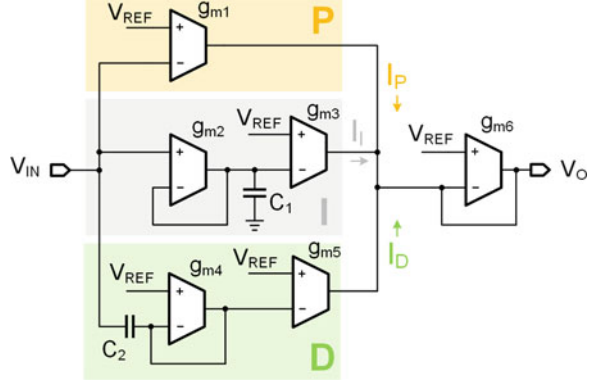 P
g_m1
V_REF
+
−
I_P
g_m3
V_REF
+
−
I_I
g_m2
+
−
C_1
I
V_REF
g_m6
+
−
V_IN
V_O
I_D
g_m5
V_REF
+
−
g_m4
V_REF
+
−
C_2
D